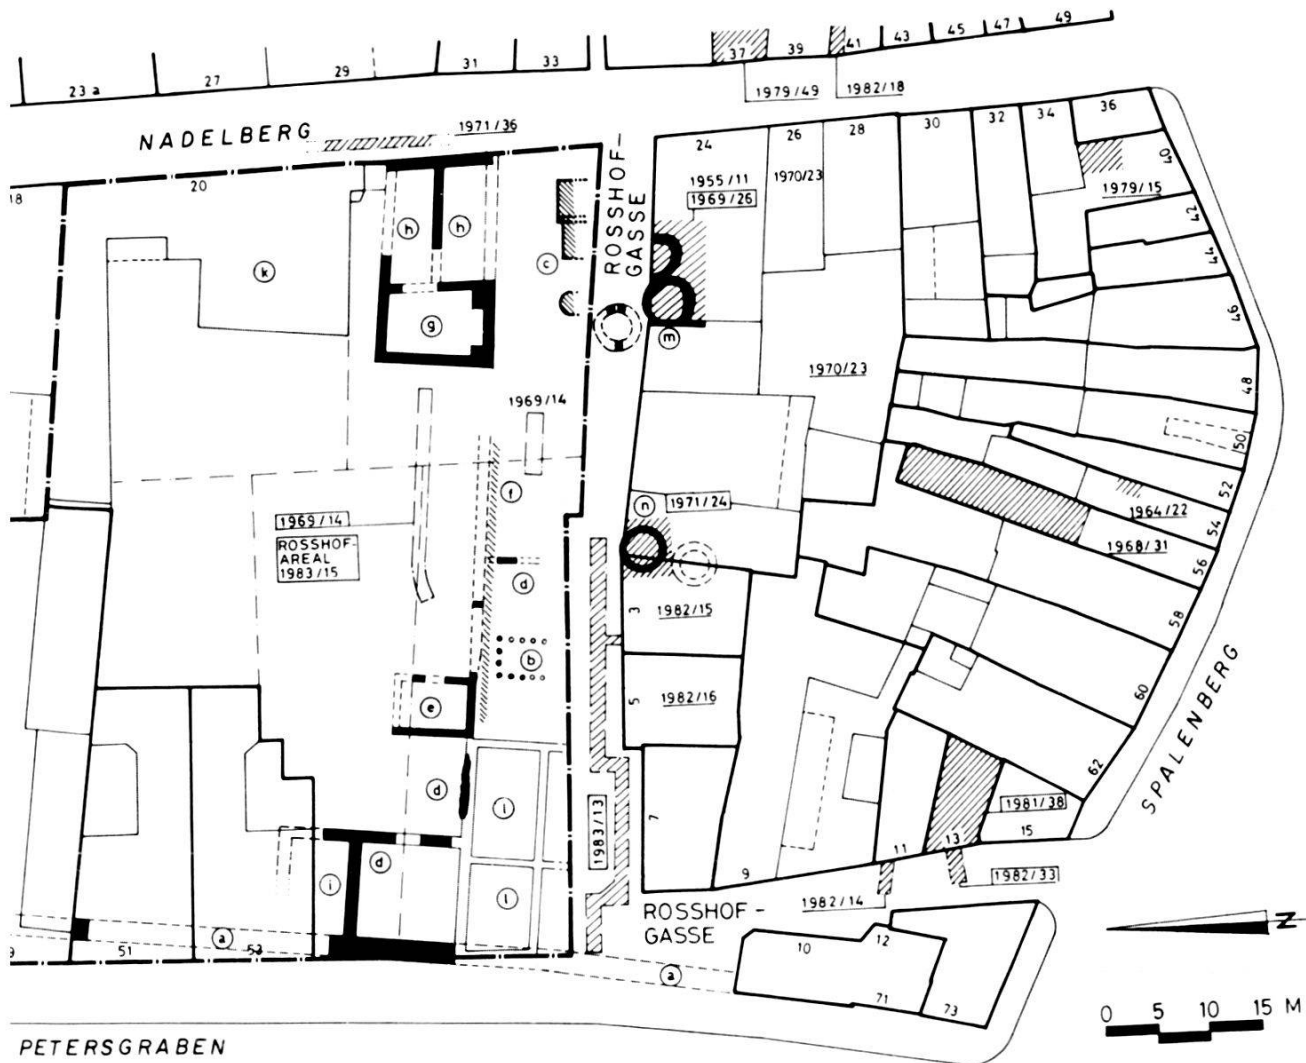 49
47
45
43
41
39
37
33
31
29
27
23 a
1979/49
1982/18
NADELBERG
1971/36
36
34
32
30
28
26
24
20
18
40
1979/15
42
44
46
48
50
52
54
56
58
60
62
ROSSHOF-
GASSE
1955/11
1969/26
1970/23
h
h
c
k
g
m
1970/23
1969/14
f
n
1971/24
1964/22
1968/31
1969/14
ROSSHOF-
AREAL
1983/15
d
3
1982/15
b
e
5
1982/16
SPALENBERG
d
l
7
1983/13
1981/38
15
13
11
9
d
i
l
1982/14
1982/33
ROSSHOF-
GASSE
a
51
53
9
10
12
a
71
73
N
0 5 10 15 M
PETERSGRABEN